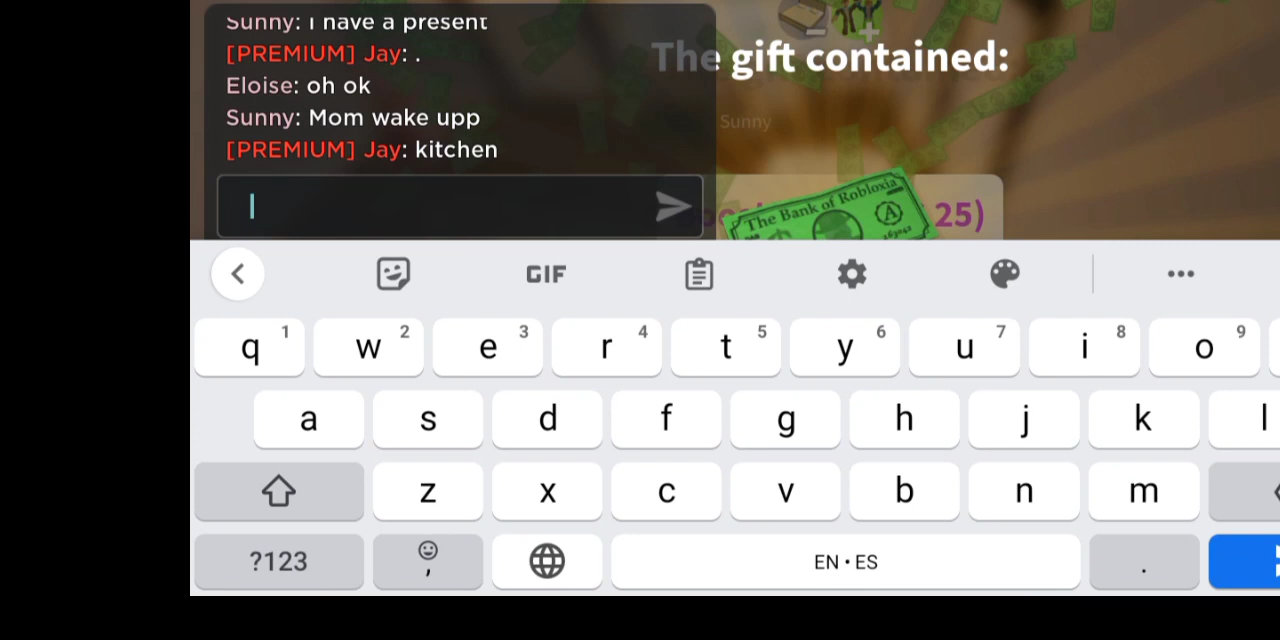 Sunny: I have a present
[PREMIUM] Jay: .
Eloise: oh ok
Sunny: Mom wake upp
[PREMIUM] Jay: kitchen
The gift contained:
Sunny
The Bank of Robloxia
A
25)
GIF
q 1 w 2 e 3 r 4 t 5 y 6 u 7 i 8 o 9
a s d f g h j k l
z x c v b n m
?123 , EN • ES .